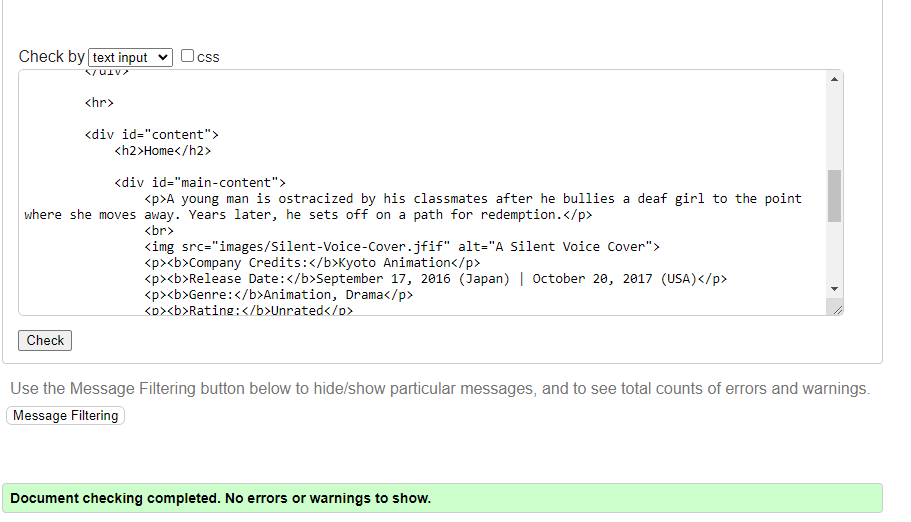 Check by text input css
</div>
<hr>
<div id="content">
<h2>Home</h2>
<div id="main-content">
<p>A young man is ostracized by his classmates after he bullies a deaf girl to the point
where she moves away. Years later, he sets off on a path for redemption.</p>
<br>
<img src="images/Silent-Voice-Cover.jfif" alt="A Silent Voice Cover">
<p><b>Company Credits:</b>Kyoto Animation</p>
<p><b>Release Date:</b>September 17, 2016 (Japan) | October 20, 2017 (USA)</p>
<p><b>Genre:</b>Animation, Drama</p>
<p><b>Rating:</b>Unrated</p>
Check
Use the Message Filtering button below to hide/show particular messages, and to see total counts of errors and warnings.
Message Filtering
Document checking completed. No errors or warnings to show.